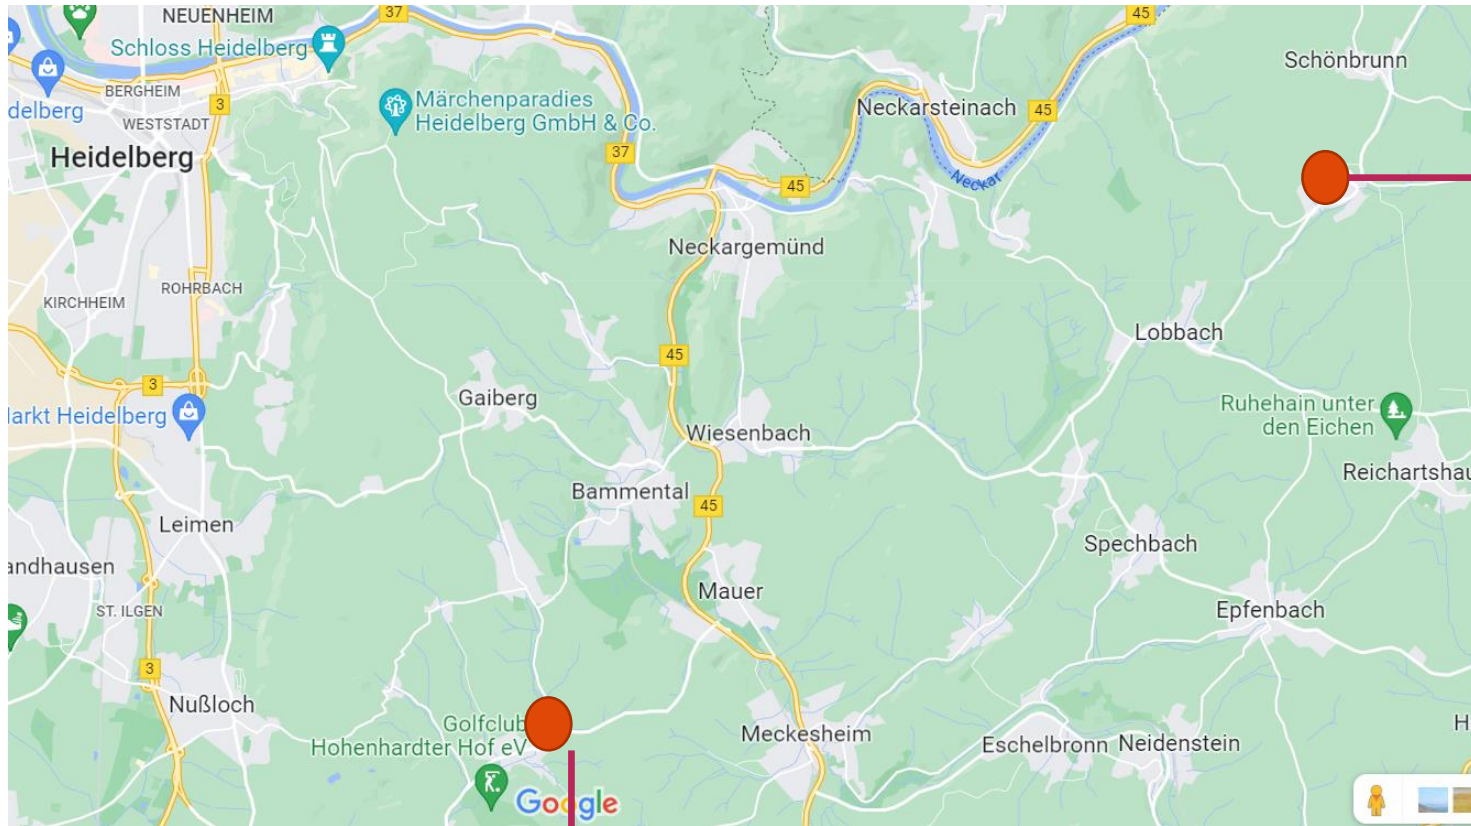 NEUENHEIM
37
45
Schloss Heidelberg
Schönbrunn
BERGHEIM
delberg
3
WESTSTADT
Märchenparadies
Heidelberg GmbH & Co.
Neckarsteinach
45
Heidelberg
37
45
Neckar
Neckargemünd
ROHRBACH
KIRCHHEIM
Lobbach
45
3
Gaiberg
arkt Heidelberg
Ruhehain unter
den Eichen
Wiesenbach
Reichartshau
Bammental
45
Leimen
Spechbach
andhausen
Mauer
ST. ILGEN
Epfenbach
3
Nußloch
Golfclub
Hohenhardter Hof eV
Meckesheim
Eschelbronn
Neidenstein
H
Google